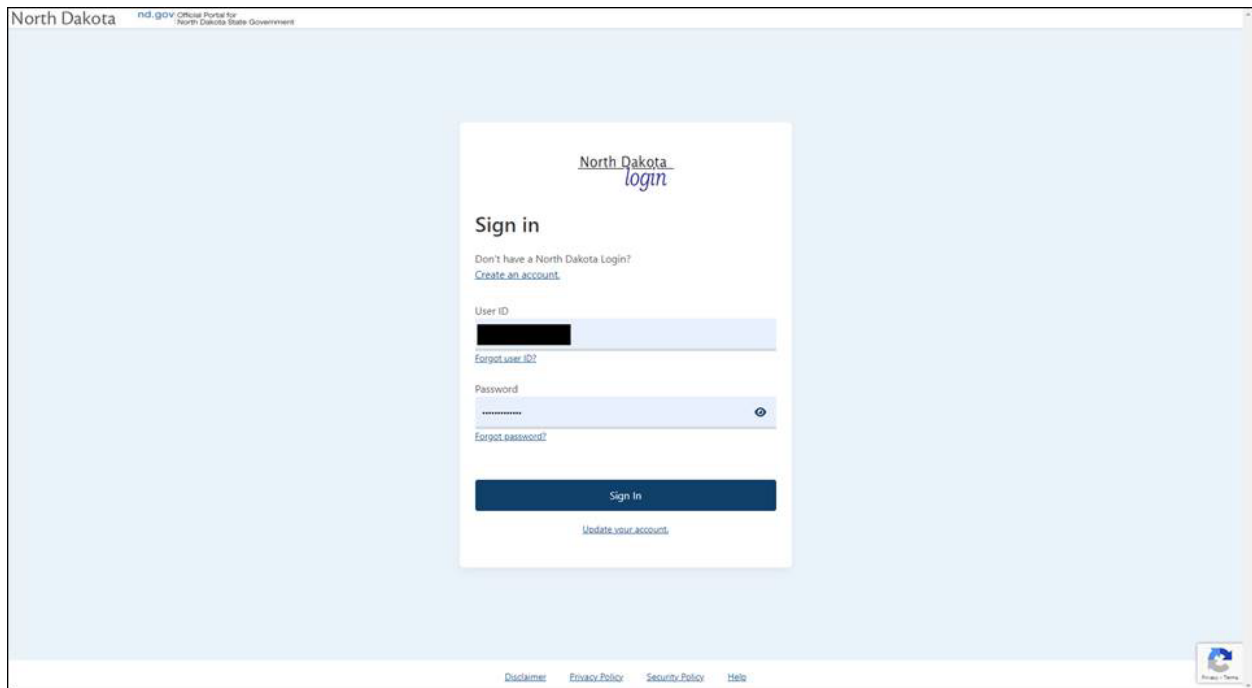 North Dakota nd.gov Official Portal for
North Dakota State Government
North Dakota
login
Sign in
Don't have a North Dakota Login?
Create an account.
User ID
Forgot user ID?
Password
Forgot password?
Sign In
Update your account.
Disclaimer Privacy Policy Security Policy Help
Privacy - Terms